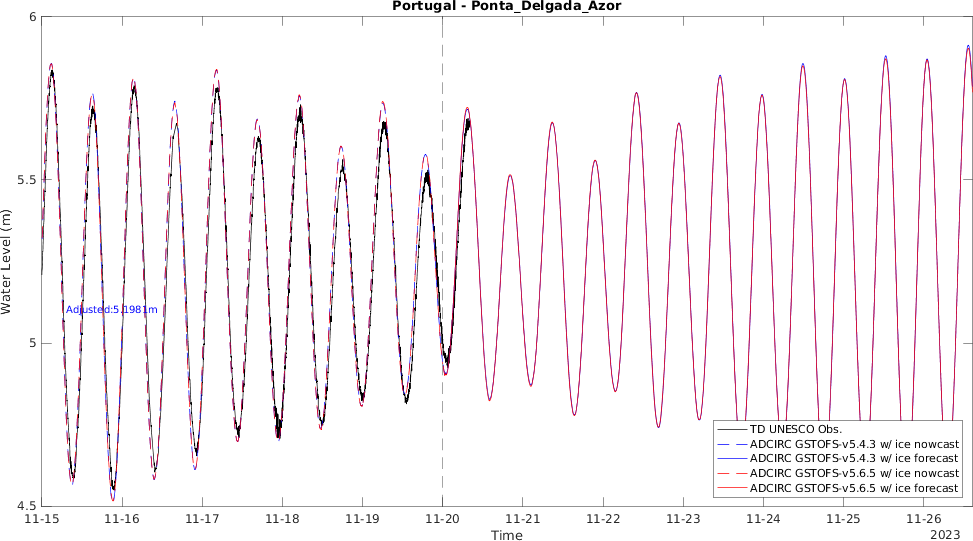 Portugal - Ponta_Delgada_Azor
6
5.5
5
4.5
Water Level (m)
Adjusted:5.1981m
TD UNESCO Obs.
ADCIRC GSTOFS-v5.4.3 w/ ice nowcast
ADCIRC GSTOFS-v5.4.3 w/ ice forecast
ADCIRC GSTOFS-v5.6.5 w/ ice nowcast
ADCIRC GSTOFS-v5.6.5 w/ ice forecast
11-15 11-16 11-17 11-18 11-19 11-20 11-21 11-22 11-23 11-24 11-25 11-26
2023
Time